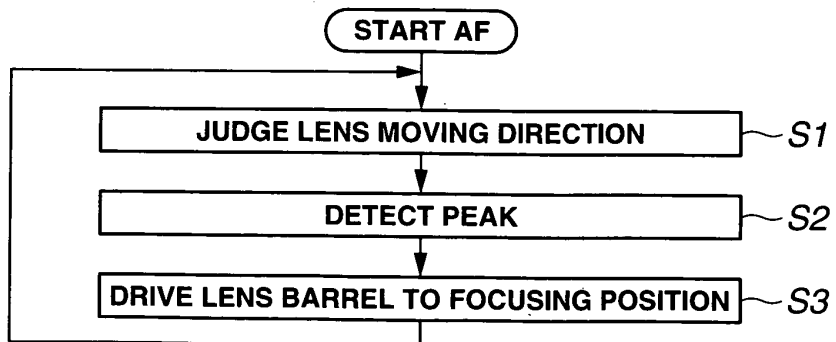 START AF
JUDGE LENS MOVING DIRECTION S1
DETECT PEAK S2
DRIVE LENS BARREL TO FOCUSING POSITION S3